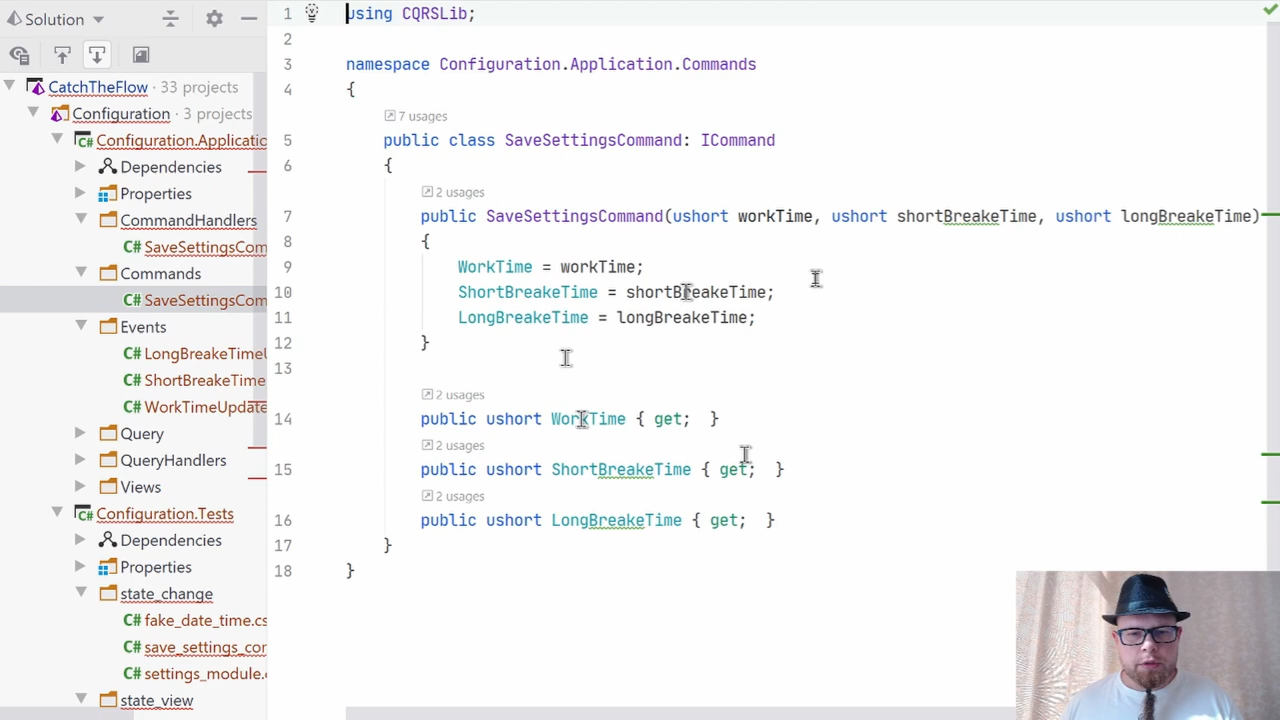 Solution
CatchTheFlow · 33 projects
Configuration · 3 projects
Configuration.Applicatio
Dependencies
Properties
CommandHandlers
C# SaveSettingsCom
Commands
C# SaveSettingsCom
Events
C# LongBreakeTimeU
C# ShortBreakeTime
C# WorkTimeUpdate
Query
QueryHandlers
Views
Configuration.Tests
Dependencies
Properties
state_change
C# fake_date_time.cs
C# save_settings_cor
C# settings_module.c
state_view
1 using CQRSLib;
2
3 namespace Configuration.Application.Commands
4 {
7 usages
5 public class SaveSettingsCommand: ICommand
6 {
2 usages
7 public SaveSettingsCommand(ushort workTime, ushort shortBreakeTime, ushort longBreakeTime)
8 {
9 WorkTime = workTime;
10 ShortBreakeTime = shortBreakeTime;
11 LongBreakeTime = longBreakeTime;
12 }
13
2 usages
14 public ushort WorkTime { get;  }
2 usages
15 public ushort ShortBreakeTime { get;  }
2 usages
16 public ushort LongBreakeTime { get;  }
17 }
18 }